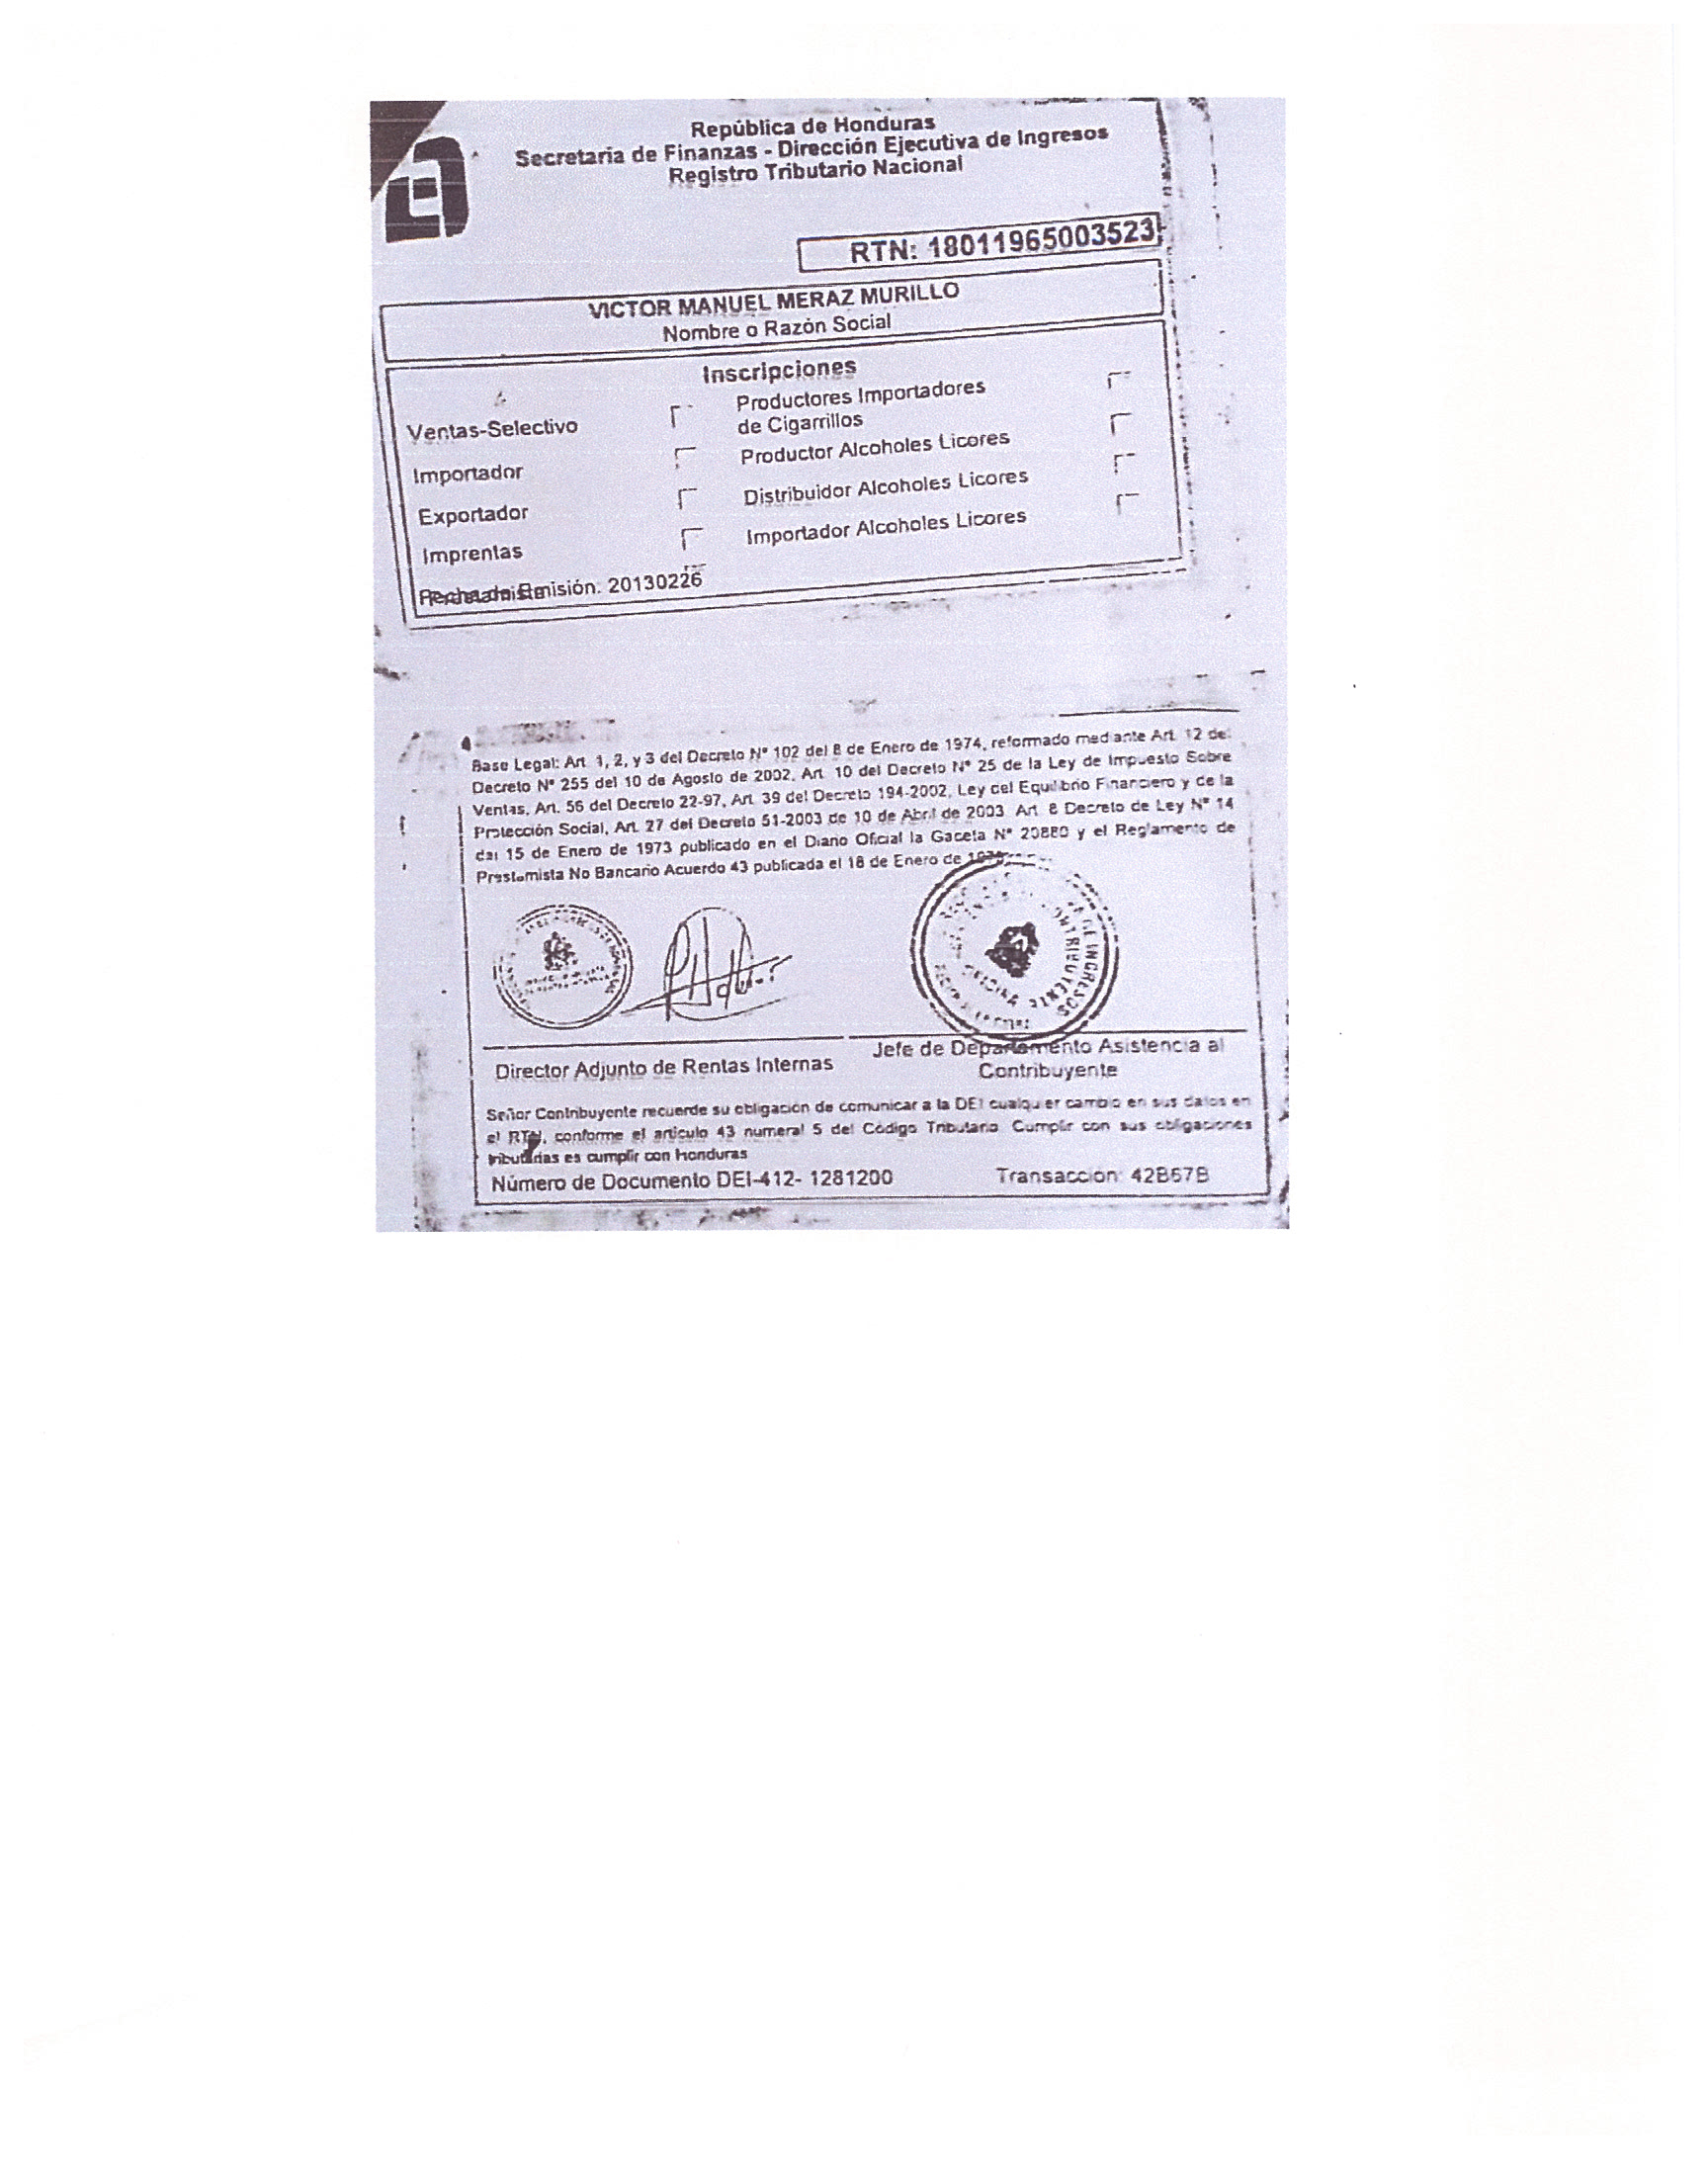 República de Honduras
Secretaria de Finanzas - Dirección Ejecutiva de Ingresos
Registro Tributario Nacional
RTN: 18011965003523
VICTOR MANUEL MERAZ MURILLO
Nombre o Razón Social
Inscripciones
Ventas-Selectivo
Importador
Exportador
Imprentas
Productores Importadores
de Cigarrillos
Productor Alcoholes Licores
Distribuidor Alcoholes Licores
Importador Alcoholes Licores
Fecha de Emisión: 20130226
Base Legal: Art. 1, 2, y 3 del Decreto Nº 102 del 8 de Enero de 1974, reformado mediante Art. 12 del
Decreto Nº 255 del 10 de Agosto de 2002, Art. 10 del Decreto Nº 25 de la Ley de Impuesto Sobre
Ventas, Art. 56 del Decreto 22-97, Art. 39 del Decreto 194-2002, Ley del Equilibrio Financiero y de la
Protección Social, Art. 27 del Decreto 51-2003 de 10 de Abril de 2003. Art. 8 Decreto de Ley Nº 14
del 15 de Enero de 1973 publicado en el Diario Oficial la Gaceta Nº 20880 y el Reglamento de
Prestamista No Bancario Acuerdo 43 publicada el 18 de Enero de
DE INGRESOS
CONTRIBUYENTE
Director Adjunto de Rentas Internas
Jefe de Departamento Asistencia al
Contribuyente
Señor Contribuyente recuerde su obligación de comunicar a la DEI cualquier cambio en sus datos en
el RTN, conforme el artículo 43 numeral 5 del Código Tributario. Cumplir con sus obligaciones
tributarias es cumplir con Honduras
Número de Documento DEI-412- 1281200
Transacción: 42B67B